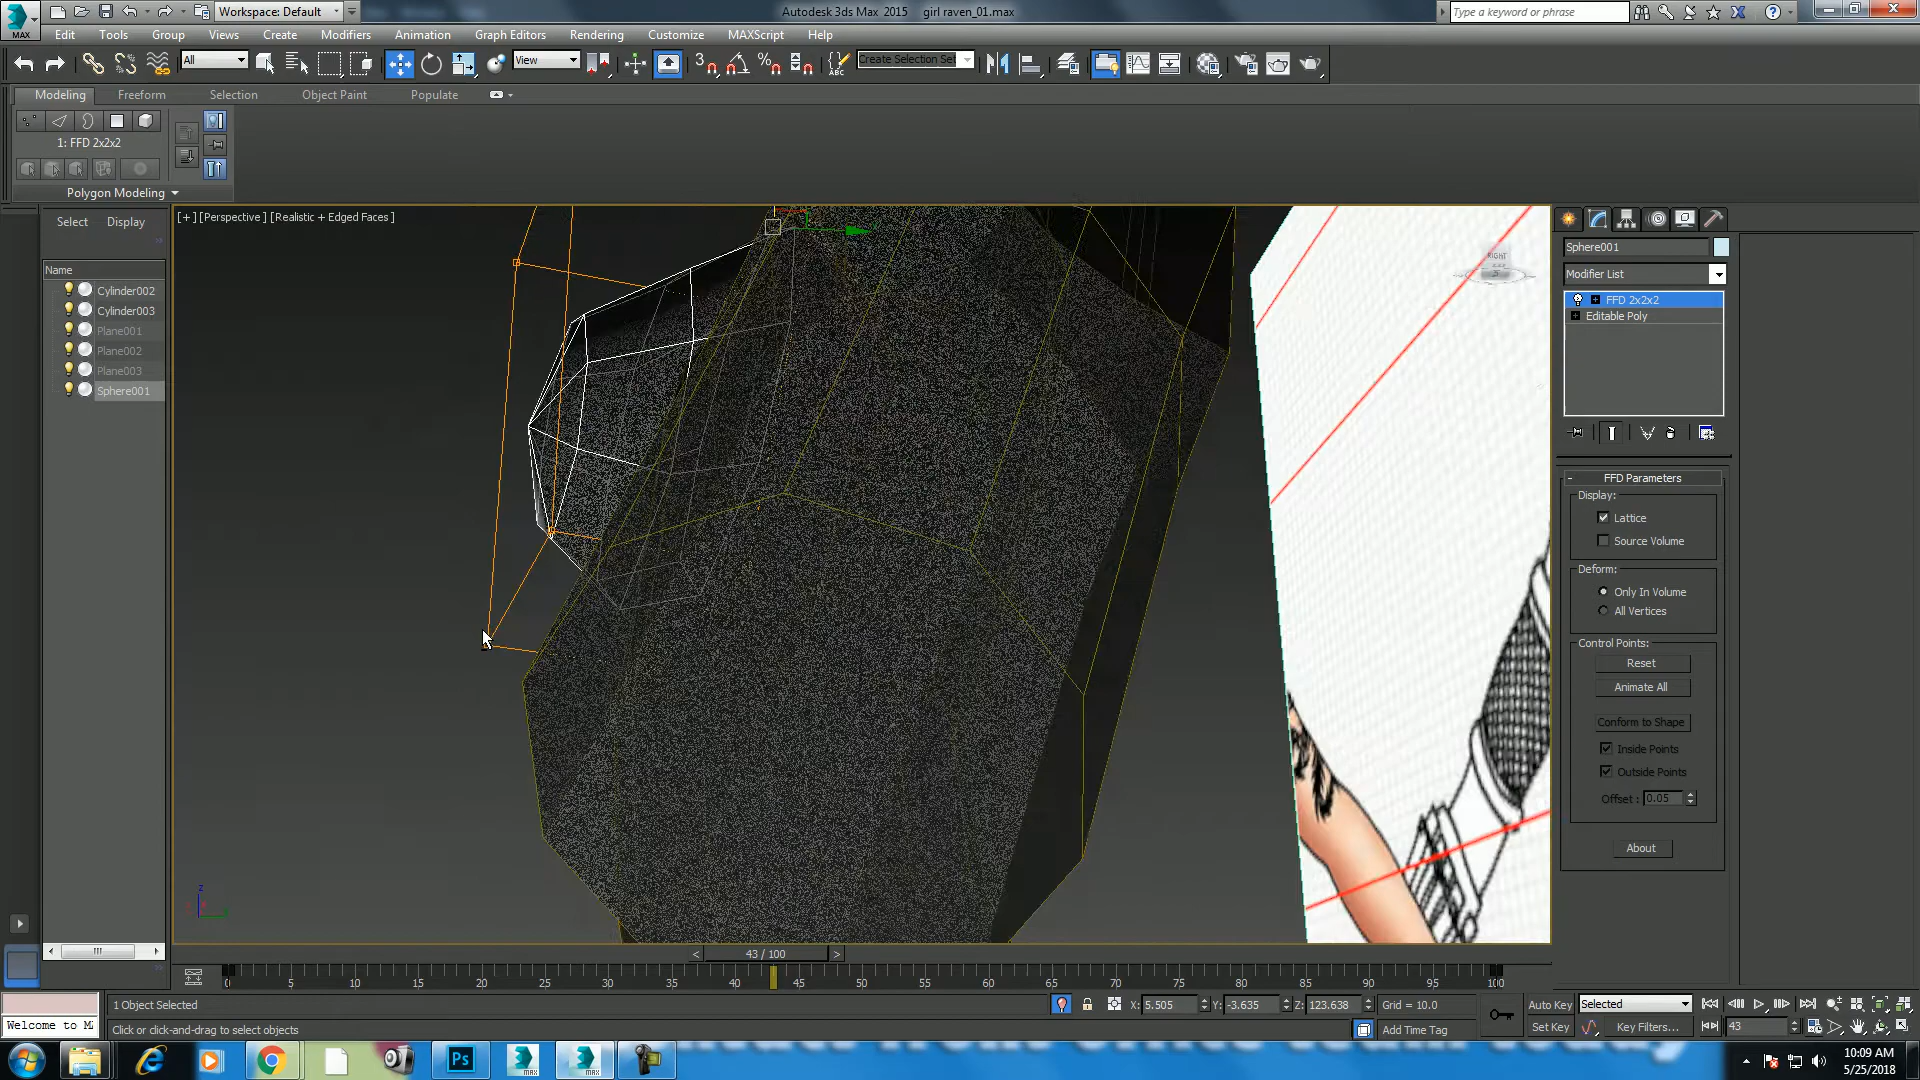 Workspace: Default
Autodesk 3ds Max 2015 girl raven_01.max
Type a keyword or phrase
MAX
Edit Tools Group Views Create Modifiers Animation Graph Editors Rendering Customize MAXScript Help
All
View
Create Selection Set
Modeling Freeform Selection Object Paint Populate
1: FFD 2x2x2
Polygon Modeling
Select Display
Name
Cylinder002
Cylinder003
Plane001
Plane002
Plane003
Sphere001
[+] [Perspective ] [Realistic + Edged Faces ]
RIGHT
z
Sphere001
Modifier List
FFD 2x2x2
Editable Poly
FFD Parameters
Display:
Lattice
Source Volume
Deform:
Only In Volume
All Vertices
Control Points:
Reset
Animate All
Conform to Shape
Inside Points
Outside Points
Offset : 0.05
About
43 / 100
0 5 10 15 20 25 30 35 40 45 50 55 60 65 70 75 80 85 90 95 100
1 Object Selected
X: 5.505 Y: -3.635 Z: 123.638 Grid = 10.0
Auto Key Selected
Welcome to M
Click or click-and-drag to select objects
Add Time Tag
Set Key Key Filters... 43
Ps
MAX
MAX
10:09 AM
5/25/2018